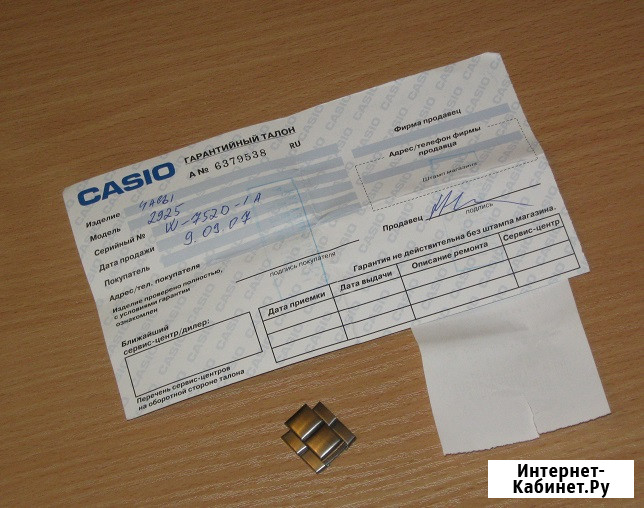 CASIO
ГАРАНТИЙНЫЙ ТАЛОН
А № 6379538 RU
Изделие часы
Модель 2925
Серийный № W-752D-1A
Дата продажи 9.09.07
Покупатель
Адрес/тел. покупателя
Изделие проверено полностью,
с условиями гарантии
ознакомлен
подпись покупателя
Фирма продавец
Адрес/телефон фирмы
продавца
Штамп магазина
Продавец
подпись
Гарантия не действительна без штампа магазина.
Ближайший
сервис-центр/дилер:
Перечень сервис-центров
на оборотной стороне талона
Дата приемки Дата выдачи Описание ремонта Сервис-центр
Интернет-
Кабинет.Ру